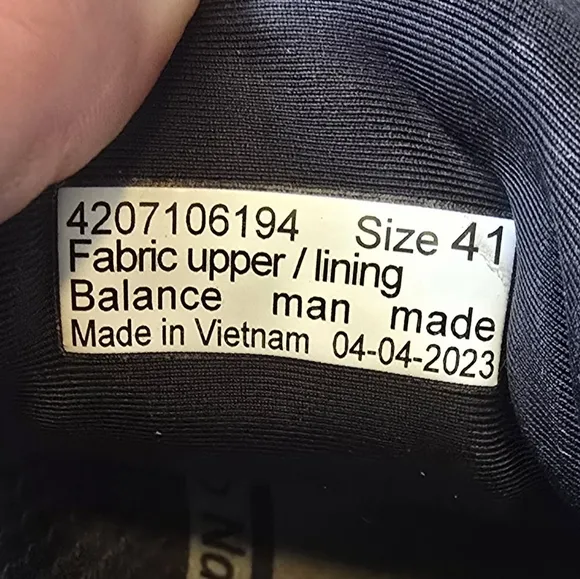 4207106194 Size 41
Fabric upper / lining
Balance man made
Made in Vietnam 04-04-2023